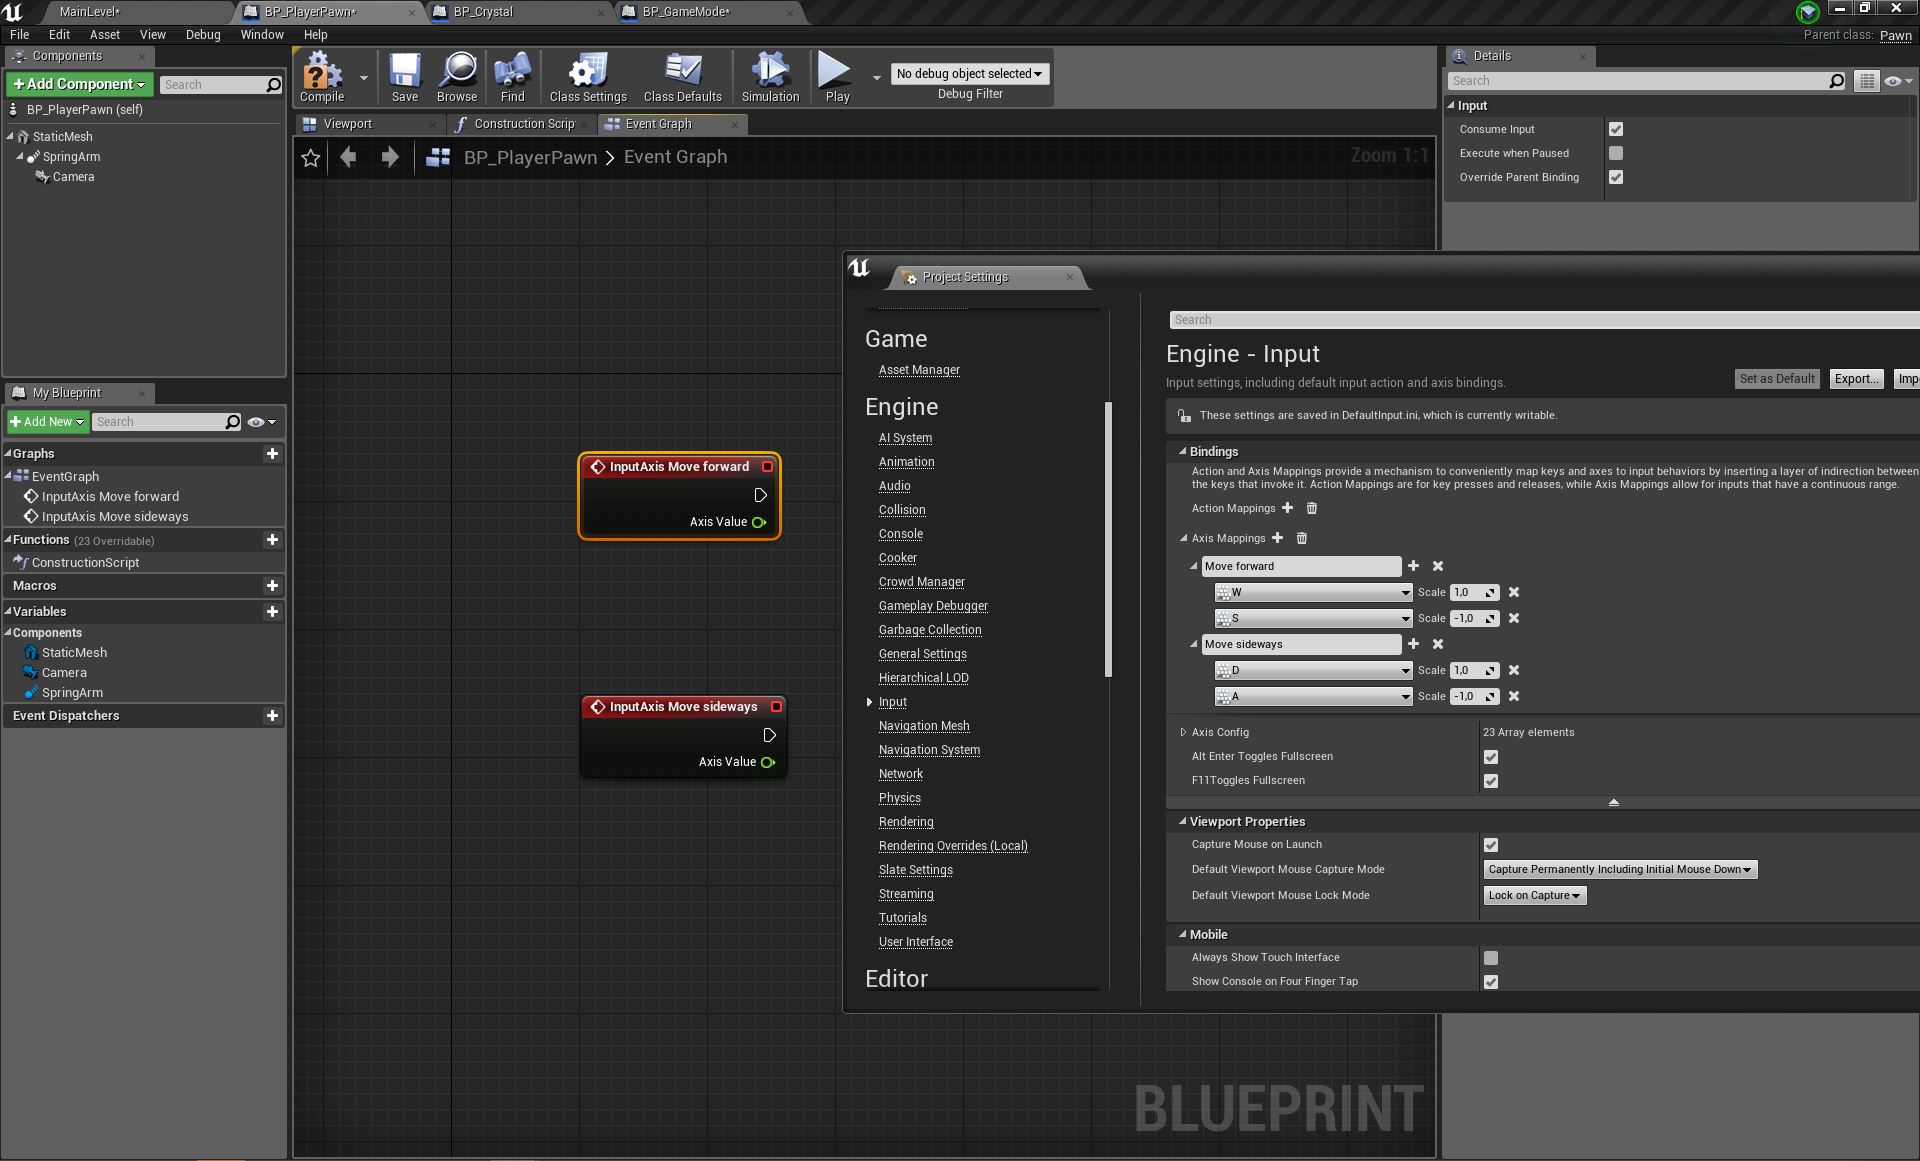 MainLevel*
BP_PlayerPawn*
BP_Crystal
BP_GameMode*
File Edit Asset View Debug Window Help
Parent class: Pawn
Components
+ Add Component
Search
BP_PlayerPawn (self)
StaticMesh
SpringArm
Camera
Compile
Save
Browse
Find
Class Settings
Class Defaults
Simulation
Play
No debug object selected
Debug Filter
Viewport
Construction Scrip
Event Graph
BP_PlayerPawn > Event Graph
Zoom 1:1
Details
Search
Input
Consume Input
Execute when Paused
Override Parent Binding
My Blueprint
+ Add New
Search
Graphs
EventGraph
InputAxis Move forward
InputAxis Move sideways
Functions (23 Overridable)
ConstructionScript
Macros
Variables
Components
StaticMesh
Camera
SpringArm
Event Dispatchers
InputAxis Move forward
Axis Value
InputAxis Move sideways
Axis Value
BLUEPRINT
Project Settings
Game
Asset Manager
Engine
AI System
Animation
Audio
Collision
Console
Cooker
Crowd Manager
Gameplay Debugger
Garbage Collection
General Settings
Hierarchical LOD
Input
Navigation Mesh
Navigation System
Network
Physics
Rendering
Rendering Overrides (Local)
Slate Settings
Streaming
Tutorials
User Interface
Editor
Search
Engine - Input
Input settings, including default input action and axis bindings.
Set as Default
Export...
Imp
These settings are saved in DefaultInput.ini, which is currently writable.
Bindings
Action and Axis Mappings provide a mechanism to conveniently map keys and axes to input behaviors by inserting a layer of indirection between
the keys that invoke it. Action Mappings are for key presses and releases, while Axis Mappings allow for inputs that have a continuous range.
Action Mappings
Axis Mappings
Move forward
W Scale 1,0
S Scale -1,0
Move sideways
D Scale 1,0
A Scale -1,0
Axis Config 23 Array elements
Alt Enter Toggles Fullscreen
F11Toggles Fullscreen
Viewport Properties
Capture Mouse on Launch
Default Viewport Mouse Capture Mode Capture Permanently Including Initial Mouse Down
Default Viewport Mouse Lock Mode Lock on Capture
Mobile
Always Show Touch Interface
Show Console on Four Finger Tap